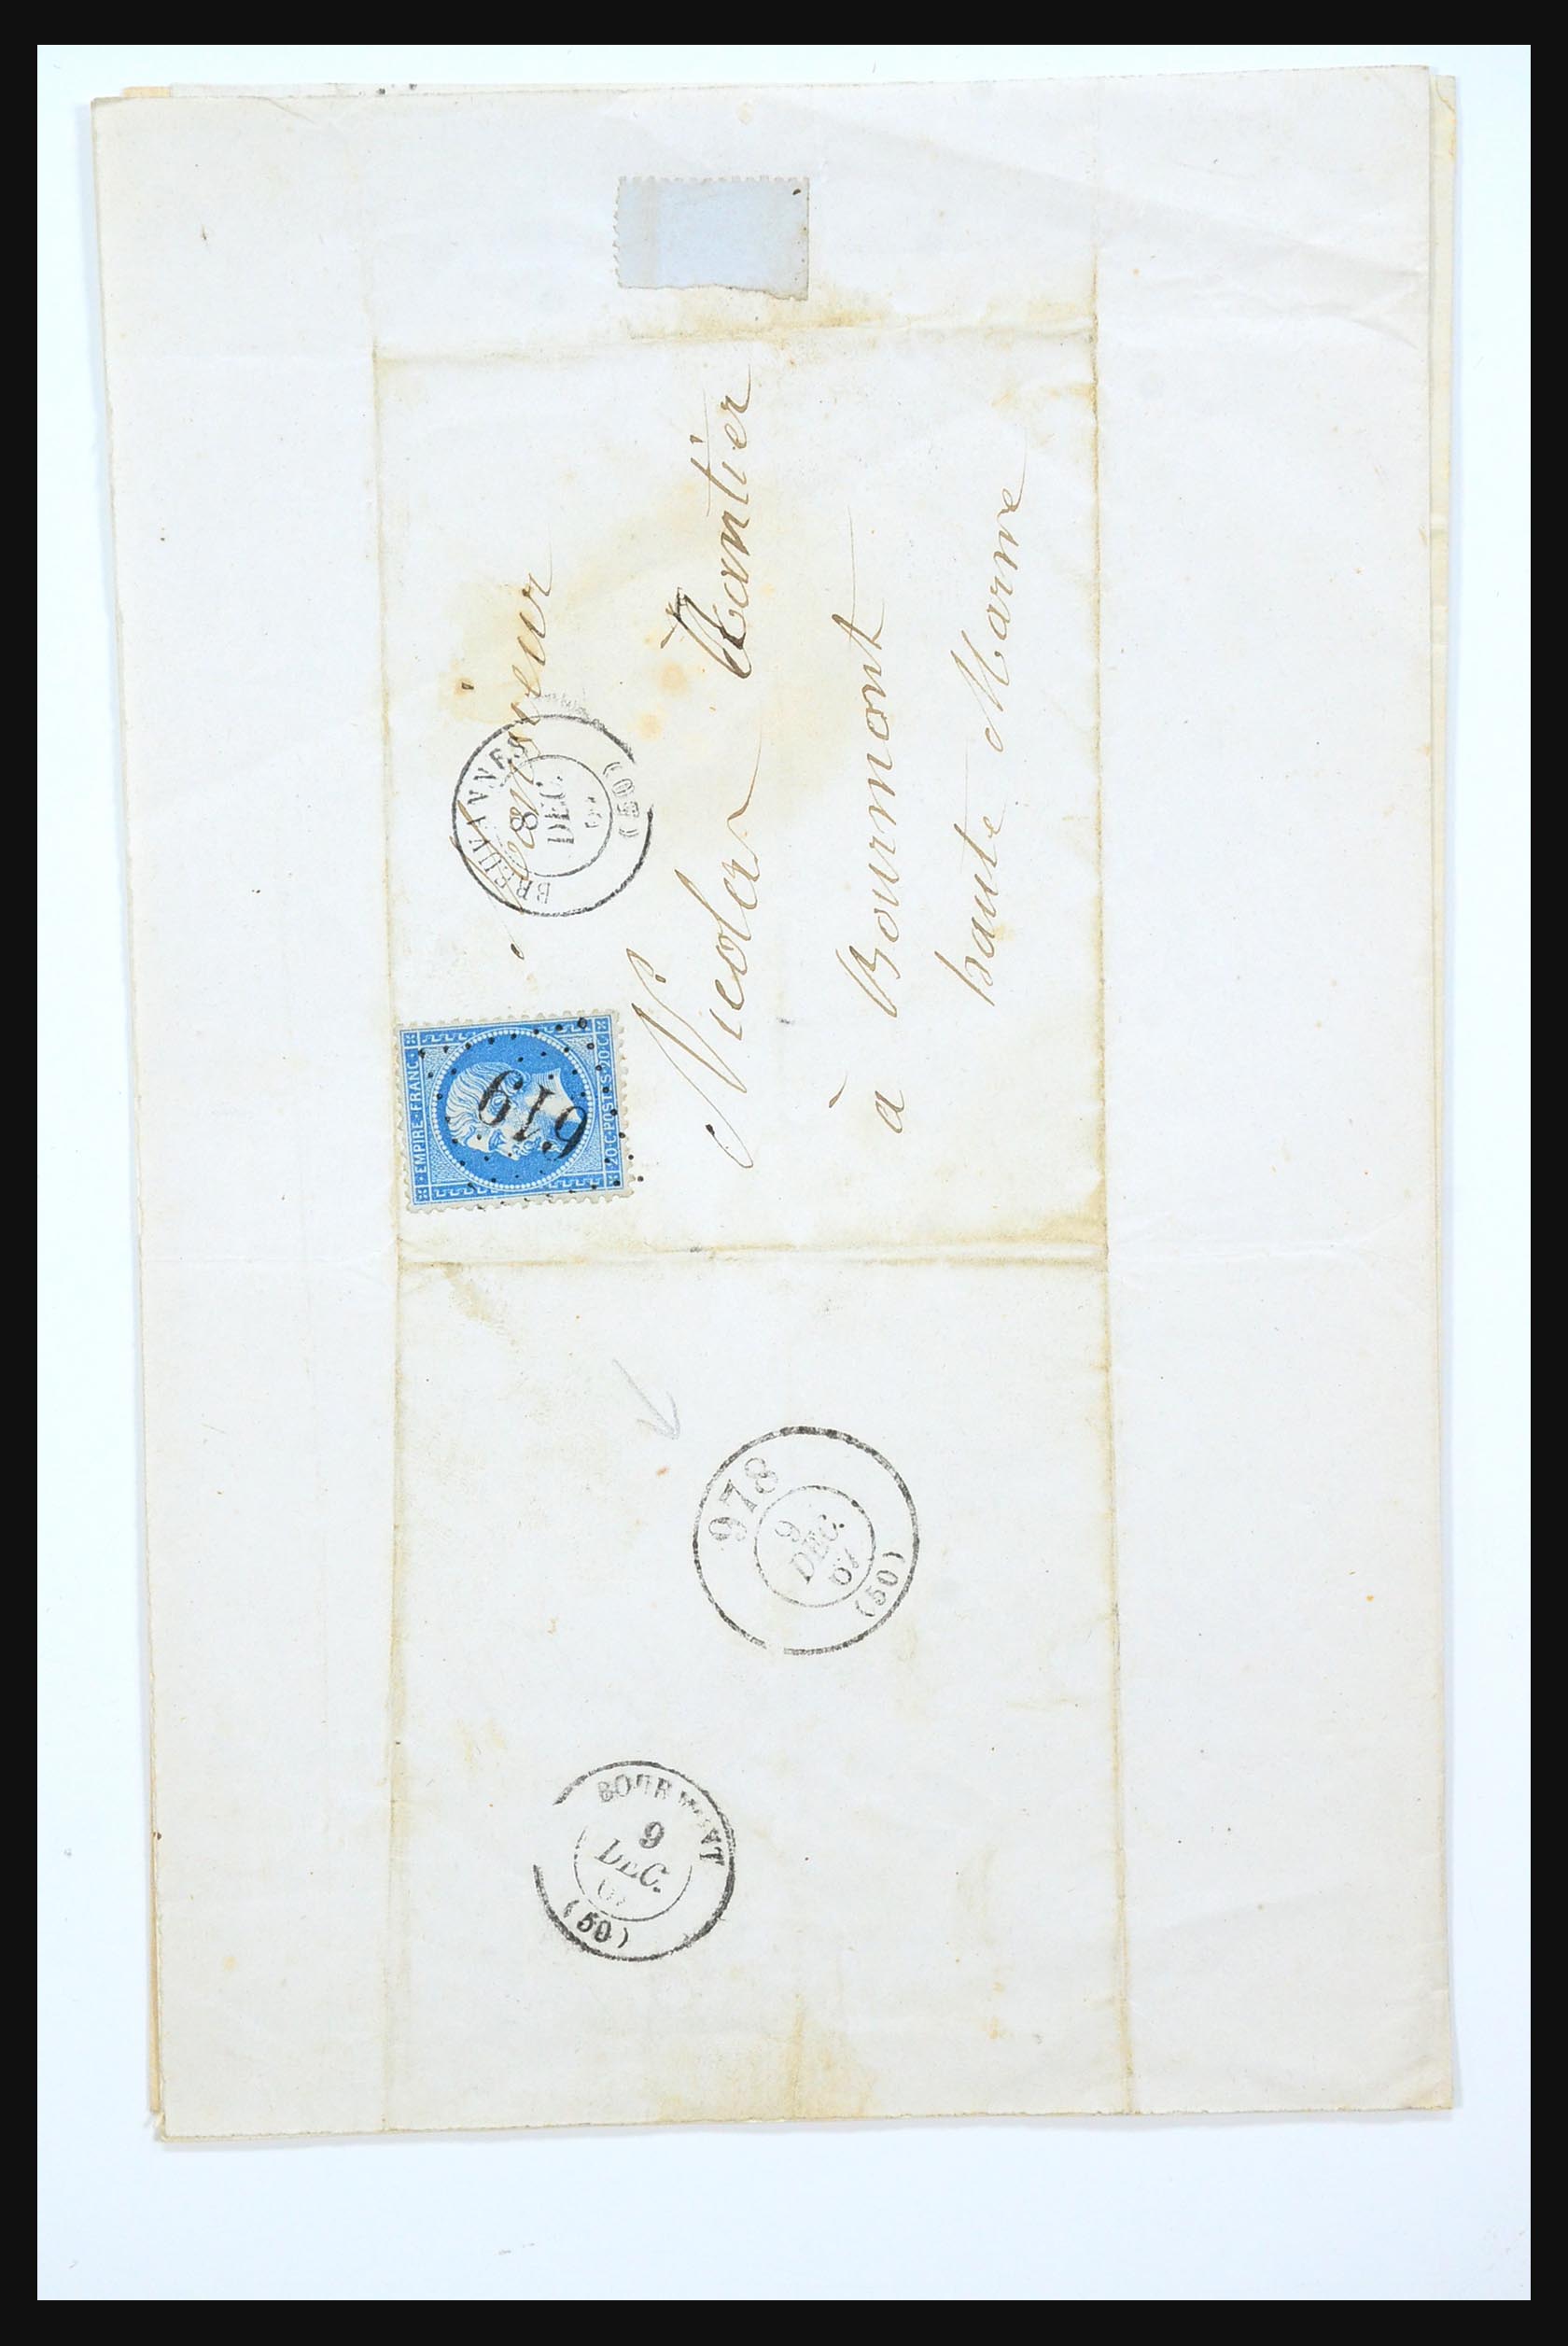 EMPIRE FRANC
20 C POSTES 20 C
619
BREUVANNES
8
DEC.
(50)
Monsieur
Nicolas
à Bourmont
haute Marne
978
9
DEC.
67
(50)
BOURMONT
9
DEC.
(50)